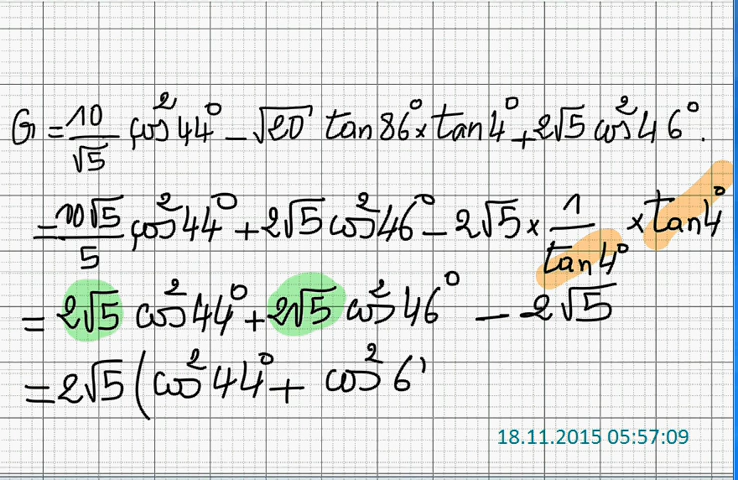 G = 10/√5 cos²44° − √20 tan86° × tan4° + 2√5 cos²46°.
= 10√5/5 cos²44° + 2√5 cos²46° − 2√5 × 1/tan4° × tan4°
= 2√5 cos²44° + 2√5 cos²46° − 2√5
= 2√5 (cos²44° + cos²6'
18.11.2015 05:57:09